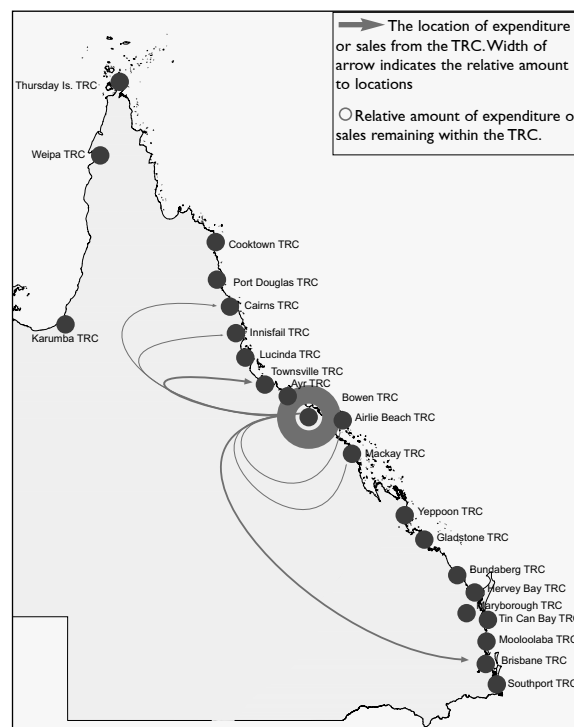 The location of expenditure
or sales from the TRC. Width of
arrow indicates the relative amount
to locations
Relative amount of expenditure o
sales remaining within the TRC.
Thursday Is. TRC
Weipa TRC
Cooktown TRC
Port Douglas TRC
Cairns TRC
Karumba TRC
Innisfail TRC
Lucinda TRC
Townsville TRC
Ayr TRC
Bowen TRC
Airlie Beach TRC
Mackay TRC
Yeppoon TRC
Gladstone TRC
Bundaberg TRC
Hervey Bay TRC
Maryborough TRC
Tin Can Bay TRC
Mooloolaba TRC
Brisbane TRC
Southport TRC